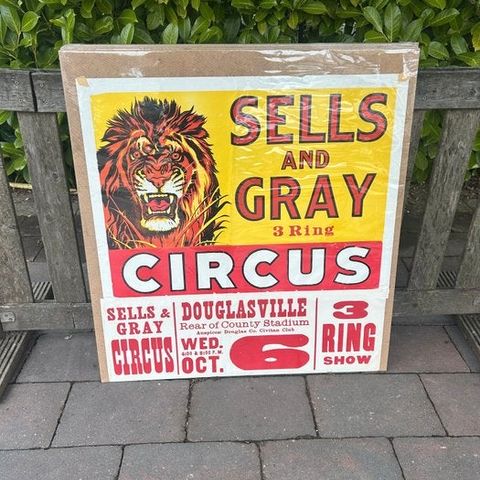 SELLS
AND
GRAY
3 Ring
CIRCUS
SELLS &
GRAY
CIRCUS
DOUGLASVILLE
Rear of County Stadium
Auspices: Douglas Co. Civitan Club
WED.
OCT.
6
3
RING
SHOW